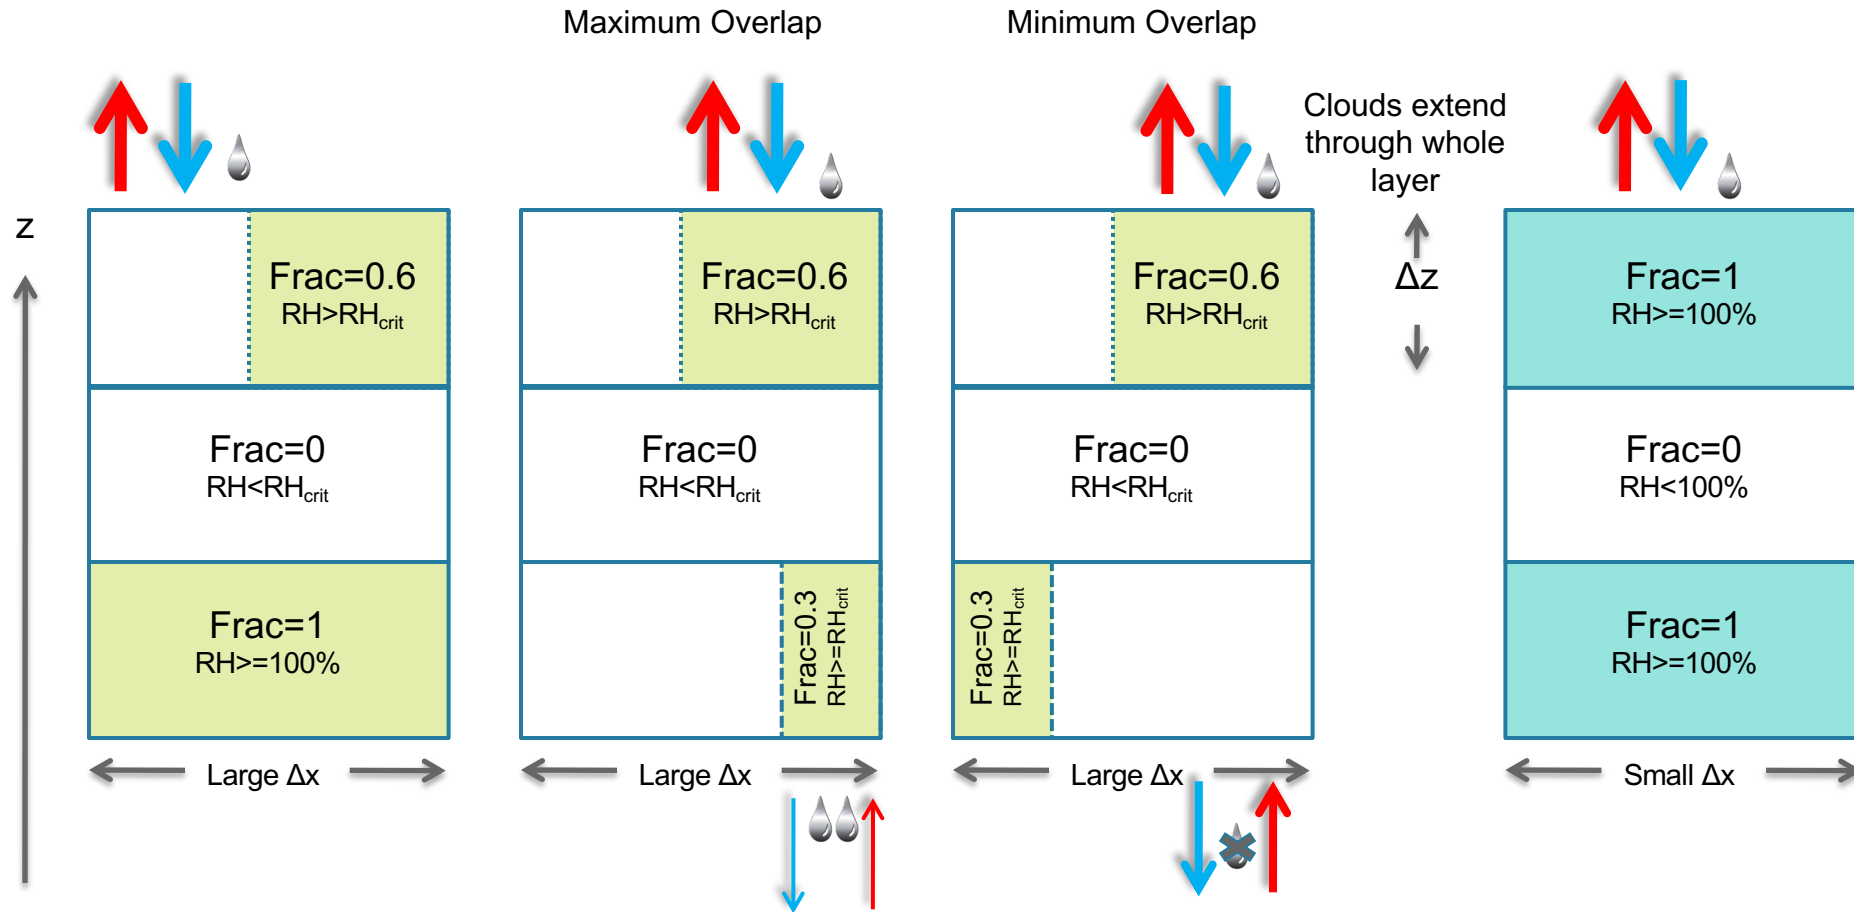 Maximum Overlap
Minimum Overlap
Clouds extend
through whole
layer
z
Δz
Frac=0.6
RH>RHcrit
Frac=0
RH<RHcrit
Frac=1
RH>=100%
Large Δx
Frac=0.6
RH>RHcrit
Frac=0
RH<RHcrit
Frac=0.3
RH>=RHcrit
Large Δx
Frac=0.6
RH>RHcrit
Frac=0
RH<RHcrit
Frac=0.3
RH>=RHcrit
Large Δx
Frac=1
RH>=100%
Frac=0
RH<100%
Frac=1
RH>=100%
Small Δx